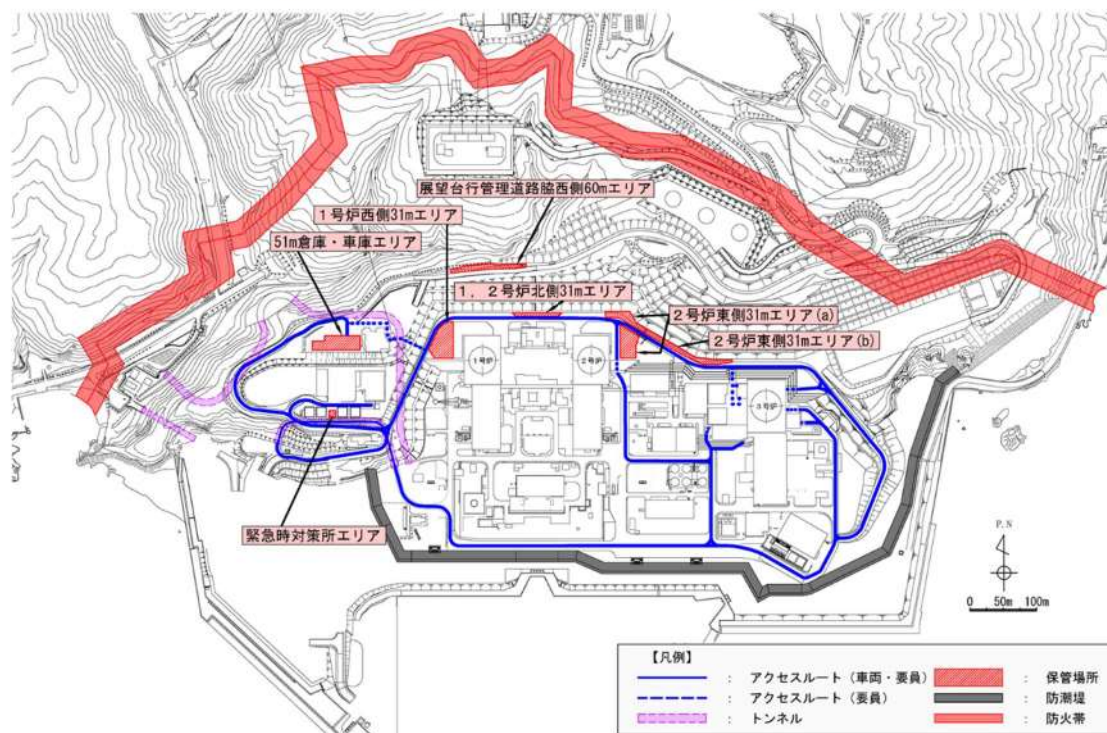 展望台行管理道路脇西側60mエリア
1号炉西側31mエリア
51m倉庫・車庫エリア
1，2号炉北側31mエリア
2号炉東側31mエリア(a)
2号炉東側31mエリア(b)
1号炉
2号炉
3号炉
緊急時対策所エリア
P.N
0 50m 100m
【凡例】
： アクセスルート（車両・要員）
： 保管場所
： アクセスルート（要員）
： 防潮堤
： トンネル
： 防火帯